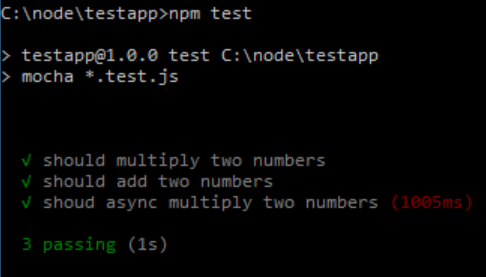 C:\node\testapp>npm test
> testapp@1.0.0 test C:\node\testapp
> mocha *.test.js
√ should multiply two numbers
√ should add two numbers
√ shoud async multiply two numbers (1005ms)
3 passing (1s)